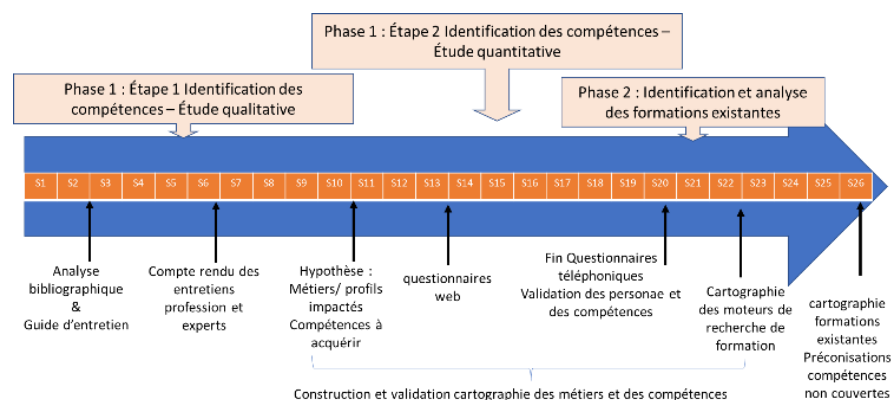 Phase 1 : Étape 2 Identification des compétences –
Étude quantitative
Phase 1 : Étape 1 Identification des
compétences – Étude qualitative
Phase 2 : Identification et analyse
des formations existantes
S1 S2 S3 S4 S5 S6 S7 S8 S9 S10 S11 S12 S13 S14 S15 S16 S17 S18 S19 S20 S21 S22 S23 S24 S25 S26
Analyse
bibliographique
&
Guide d'entretien
Compte rendu des
entretiens
profession et
experts
Hypothèse :
Métiers/ profils
impactés
Compétences à
acquérir
questionnaires
web
Fin Questionnaires
téléphoniques
Validation des personae et
des compétences
Cartographie
des moteurs de
recherche de
formation
cartographie
formations
existantes
Préconisations
compétences
non couvertes
Construction et validation cartographie des métiers et des compétences